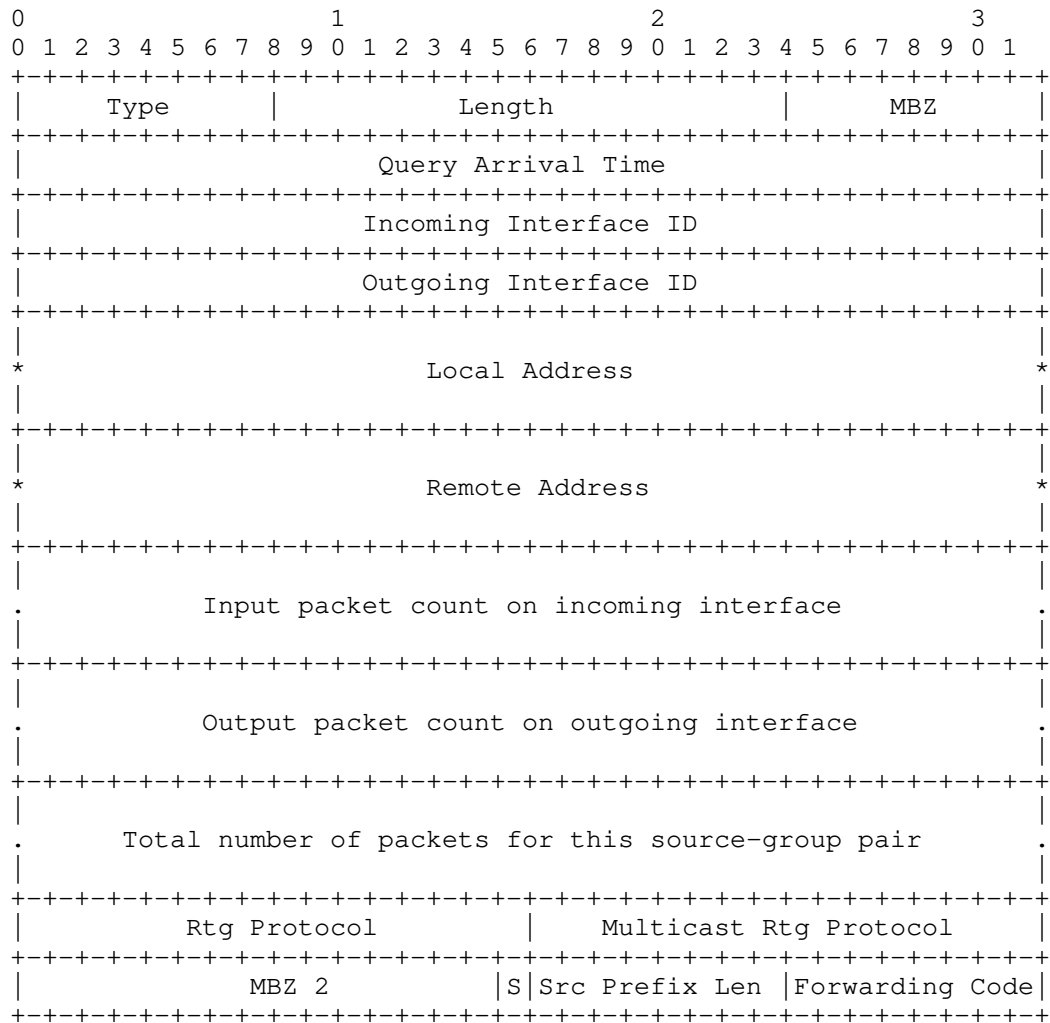 0                   1                   2                   3
0 1 2 3 4 5 6 7 8 9 0 1 2 3 4 5 6 7 8 9 0 1 2 3 4 5 6 7 8 9 0 1
+-+-+-+-+-+-+-+-+-+-+-+-+-+-+-+-+-+-+-+-+-+-+-+-+-+-+-+-+-+-+-+-+
|     Type      |           Length              |      MBZ      |
+-+-+-+-+-+-+-+-+-+-+-+-+-+-+-+-+-+-+-+-+-+-+-+-+-+-+-+-+-+-+-+-+
|                      Query Arrival Time                       |
+-+-+-+-+-+-+-+-+-+-+-+-+-+-+-+-+-+-+-+-+-+-+-+-+-+-+-+-+-+-+-+-+
|                     Incoming Interface ID                     |
+-+-+-+-+-+-+-+-+-+-+-+-+-+-+-+-+-+-+-+-+-+-+-+-+-+-+-+-+-+-+-+-+
|                     Outgoing Interface ID                     |
+-+-+-+-+-+-+-+-+-+-+-+-+-+-+-+-+-+-+-+-+-+-+-+-+-+-+-+-+-+-+-+-+
|                                                               |
*                         Local Address                         *
|                                                               |
+-+-+-+-+-+-+-+-+-+-+-+-+-+-+-+-+-+-+-+-+-+-+-+-+-+-+-+-+-+-+-+-+
|                                                               |
*                         Remote Address                        *
|                                                               |
+-+-+-+-+-+-+-+-+-+-+-+-+-+-+-+-+-+-+-+-+-+-+-+-+-+-+-+-+-+-+-+-+
|                                                               |
.           Input packet count on incoming interface            .
|                                                               |
+-+-+-+-+-+-+-+-+-+-+-+-+-+-+-+-+-+-+-+-+-+-+-+-+-+-+-+-+-+-+-+-+
|                                                               |
.           Output packet count on outgoing interface           .
|                                                               |
+-+-+-+-+-+-+-+-+-+-+-+-+-+-+-+-+-+-+-+-+-+-+-+-+-+-+-+-+-+-+-+-+
|                                                               |
.      Total number of packets for this source-group pair       .
|                                                               |
+-+-+-+-+-+-+-+-+-+-+-+-+-+-+-+-+-+-+-+-+-+-+-+-+-+-+-+-+-+-+-+-+
|          Rtg Protocol         |    Multicast Rtg Protocol     |
+-+-+-+-+-+-+-+-+-+-+-+-+-+-+-+-+-+-+-+-+-+-+-+-+-+-+-+-+-+-+-+-+
|              MBZ 2          |S|Src Prefix Len |Forwarding Code|
+-+-+-+-+-+-+-+-+-+-+-+-+-+-+-+-+-+-+-+-+-+-+-+-+-+-+-+-+-+-+-+-+